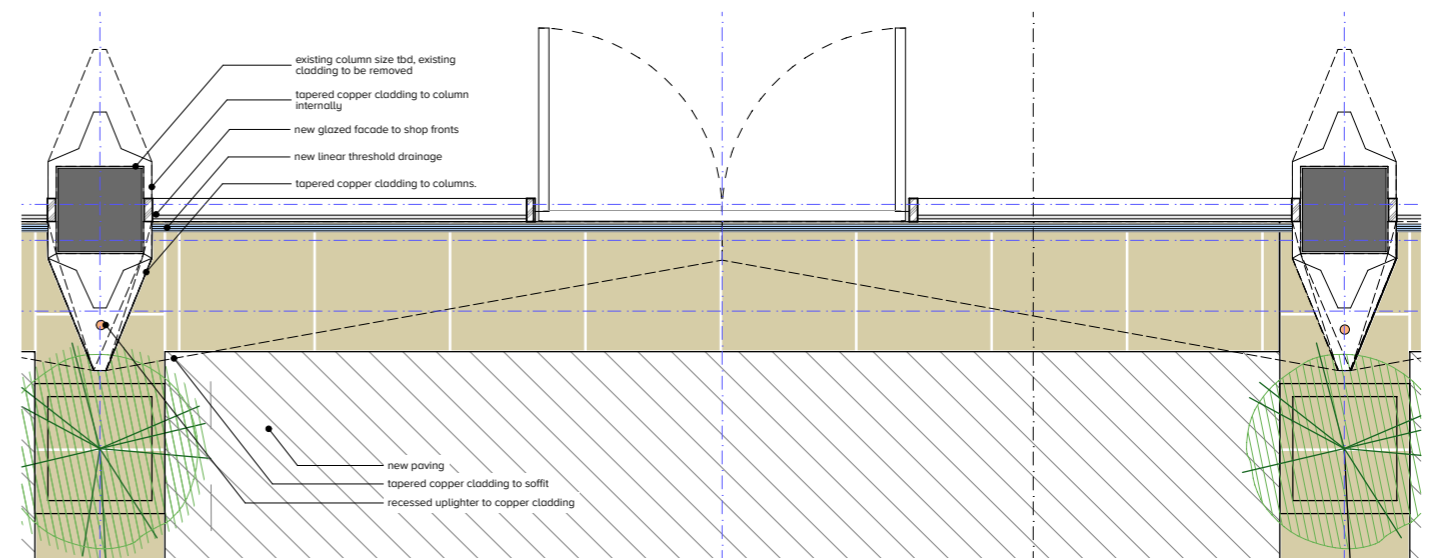 existing column size tbd, existing
cladding to be removed
tapered copper cladding to column
internally
new glazed facade to shop fronts
new linear threshold drainage
tapered copper cladding to columns.
new paving
tapered copper cladding to soffit
recessed uplighter to copper cladding